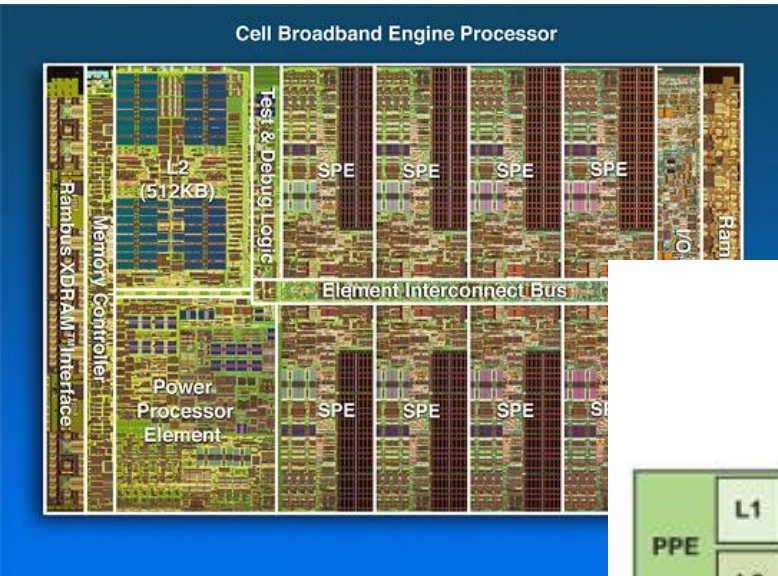 Cell Broadband Engine Processor
L2
(512KB)
Test & Debug Logic
SPE
SPE
SPE
SPE
Rambus XDRAM™ Interface
Memory Controller
I/O
Element Interconnect Bus
Power
Processor
Element
SPE
SPE
SPE
L1
PPE